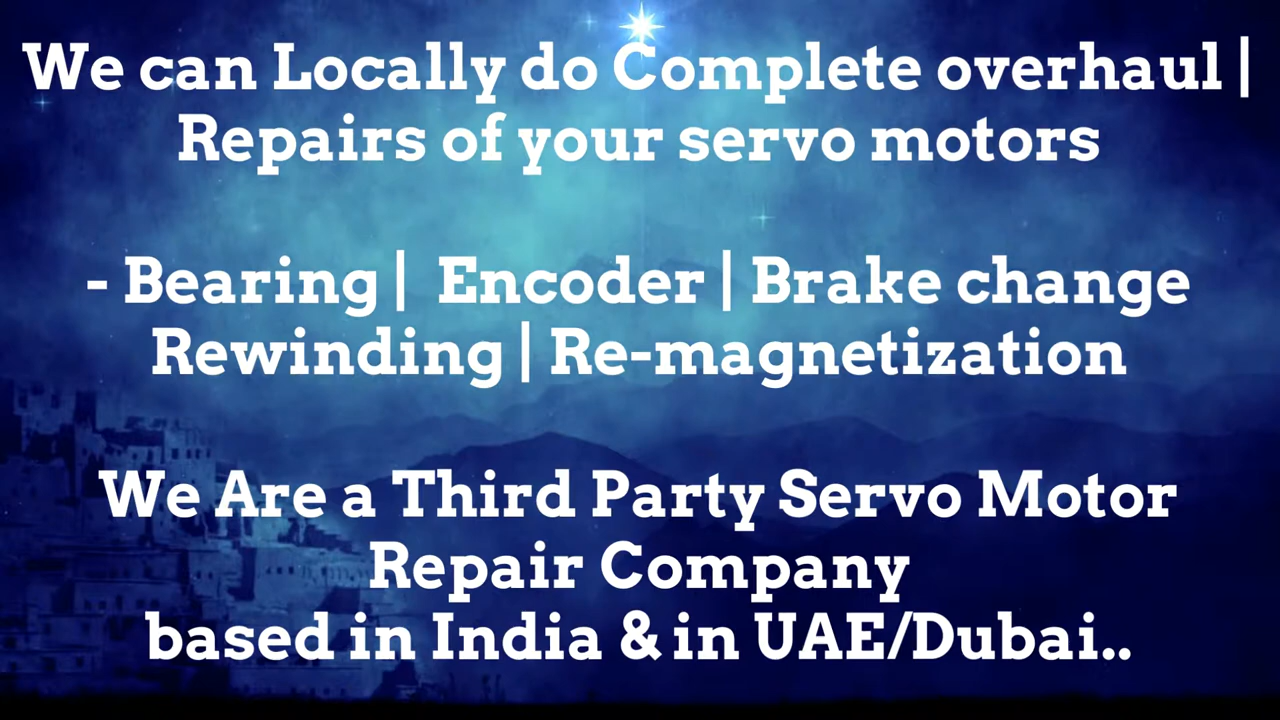 We can Locally do Complete overhaul |
Repairs of your servo motors
- Bearing | Encoder | Brake change
Rewinding | Re-magnetization
We Are a Third Party Servo Motor
Repair Company
based in India & in UAE/Dubai..